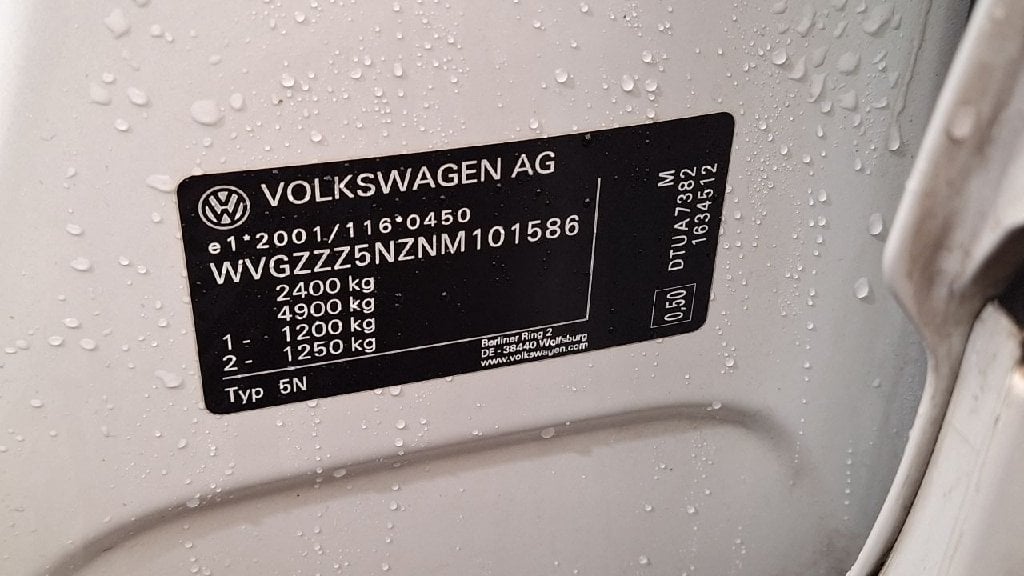 VOLKSWAGEN AG
e1*2001/116*0450
WVGZZZ5NZNM101586
2400 kg
4900 kg
1 - 1200 kg
2 - 1250 kg
Typ 5N
Berliner Ring 2
DE - 38440 Wolfsburg
www.volkswagen.com
0,50
DTUA7382 M
1634512